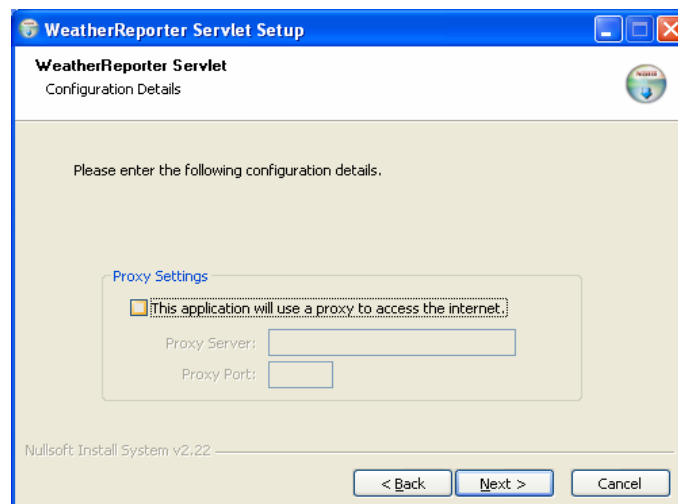 WeatherReporter Servlet Setup
WeatherReporter Servlet
Configuration Details
Please enter the following configuration details.
Proxy Settings
This application will use a proxy to access the internet.
Proxy Server:
Proxy Port:
Nullsoft Install System v2.22
< Back Next > Cancel